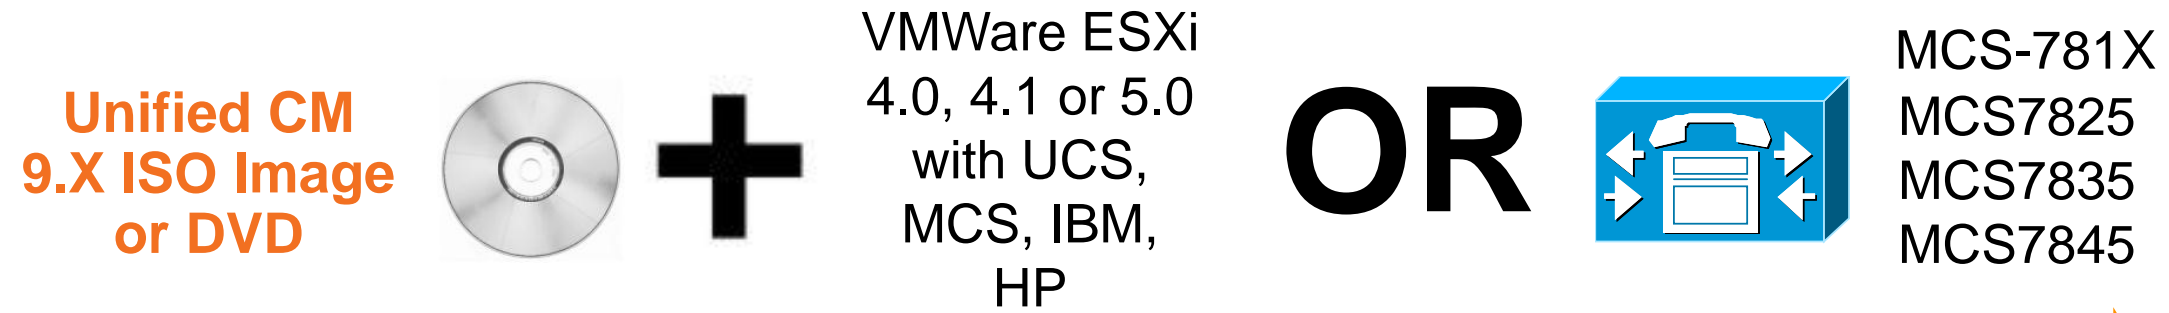 Unified CM
9.X ISO Image
or DVD
VMWare ESXi
4.0, 4.1 or 5.0
with UCS,
MCS, IBM,
HP
OR
MCS-781X
MCS7825
MCS7835
MCS7845